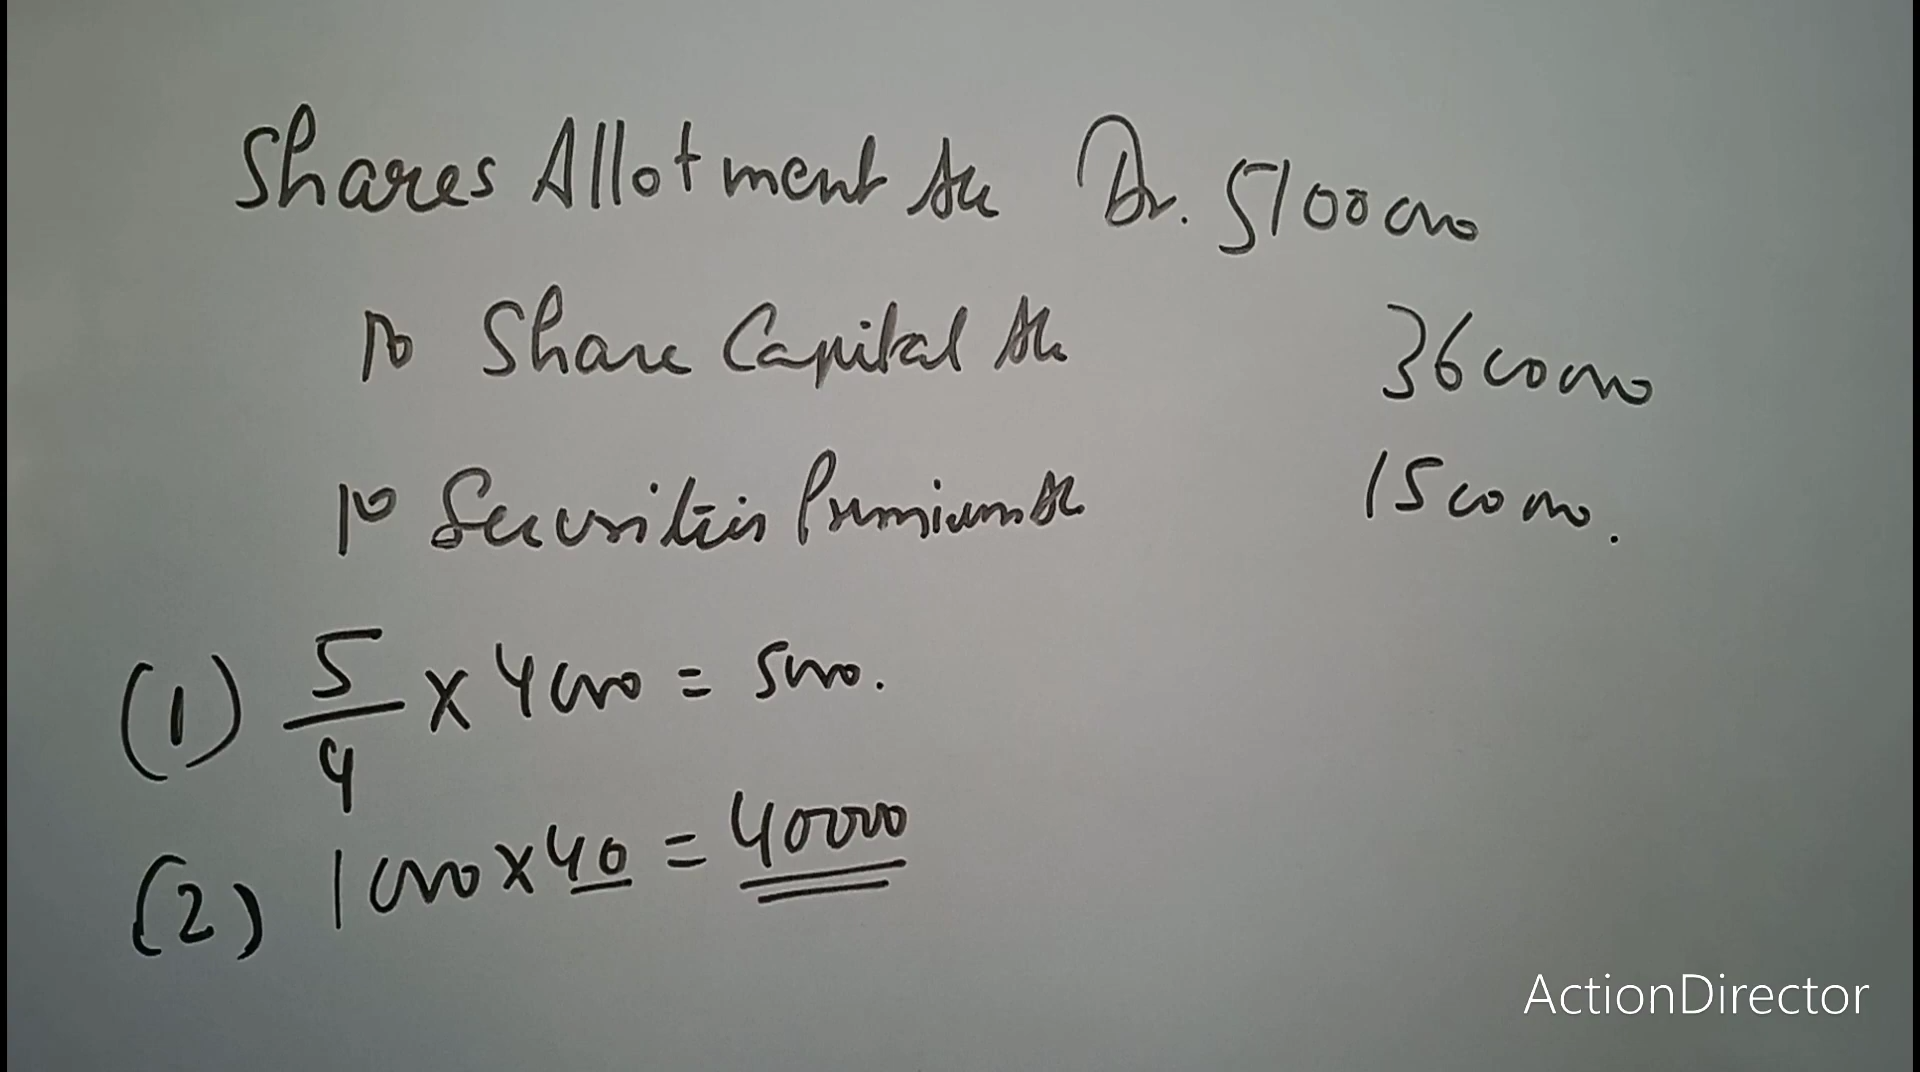 Shares Allotment A/c Dr. 5100000
To Share Capital A/c 3600000
To Securities Premium A/c 1500000.
(1) 5/4 × 4000 = 5000.
(2) 1000 × 40 = 40000
ActionDirector